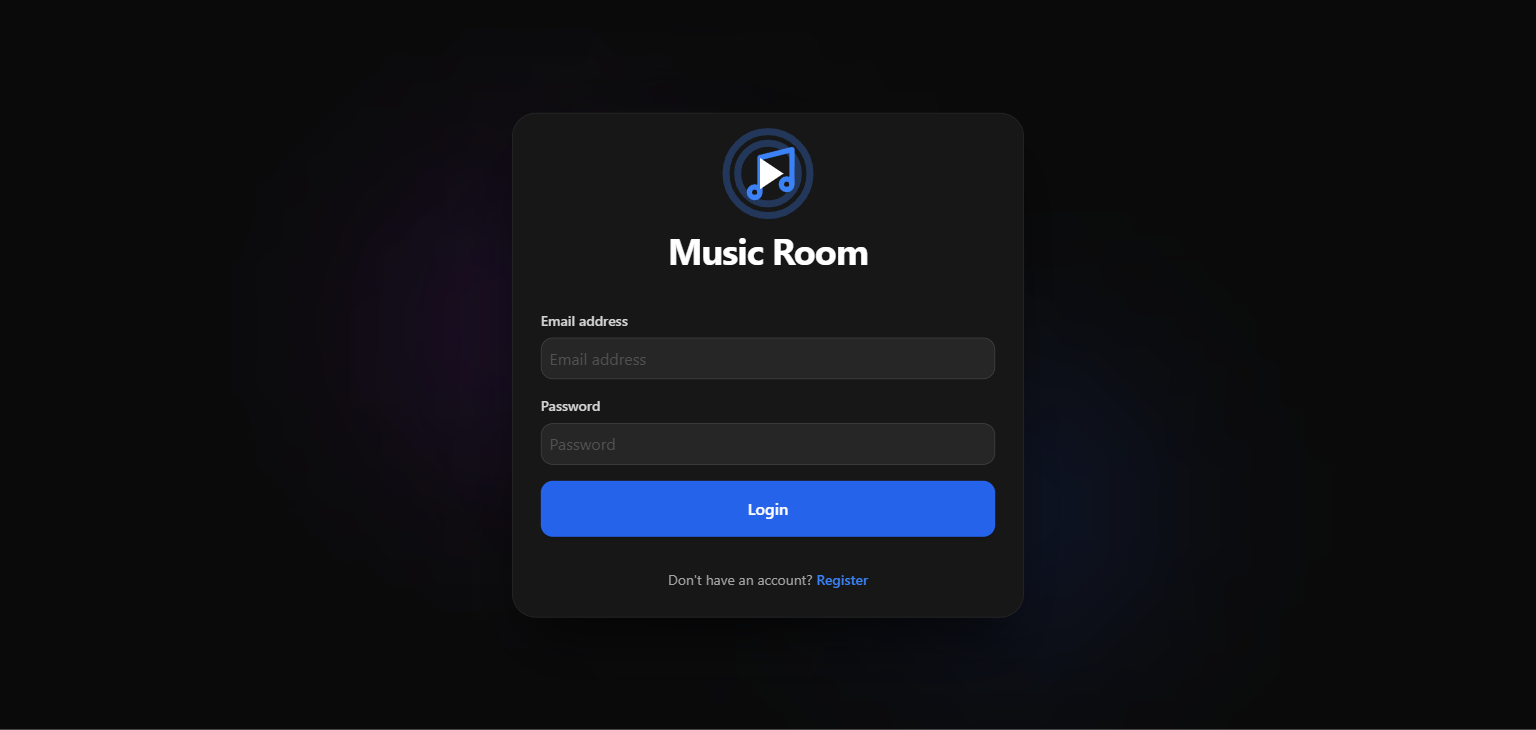 Music Room
Email address
Email address
Password
Password
Login
Don't have an account? Register